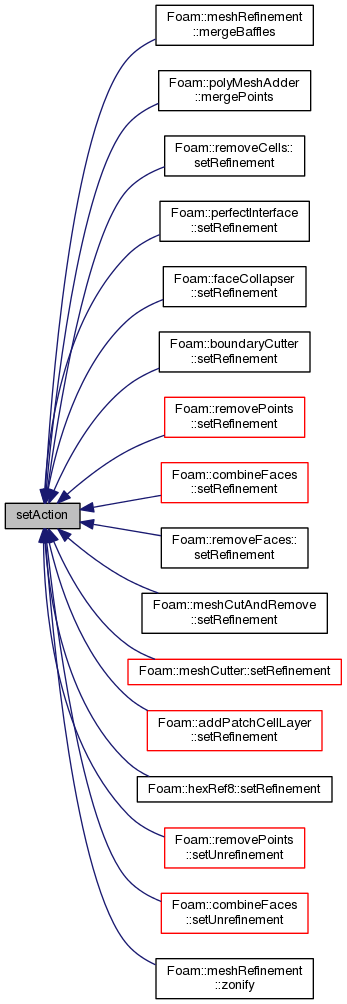 Foam::meshRefinement
::mergeBaffles
Foam::polyMeshAdder
::mergePoints
Foam::removeCells::
setRefinement
Foam::perfectInterface
::setRefinement
Foam::faceCollapser
::setRefinement
Foam::boundaryCutter
::setRefinement
Foam::removePoints
::setRefinement
Foam::combineFaces
::setRefinement
setAction
Foam::removeFaces::
setRefinement
Foam::meshCutAndRemove
::setRefinement
Foam::meshCutter::setRefinement
Foam::addPatchCellLayer
::setRefinement
Foam::hexRef8::setRefinement
Foam::removePoints
::setUnrefinement
Foam::combineFaces
::setUnrefinement
Foam::meshRefinement
::zonify